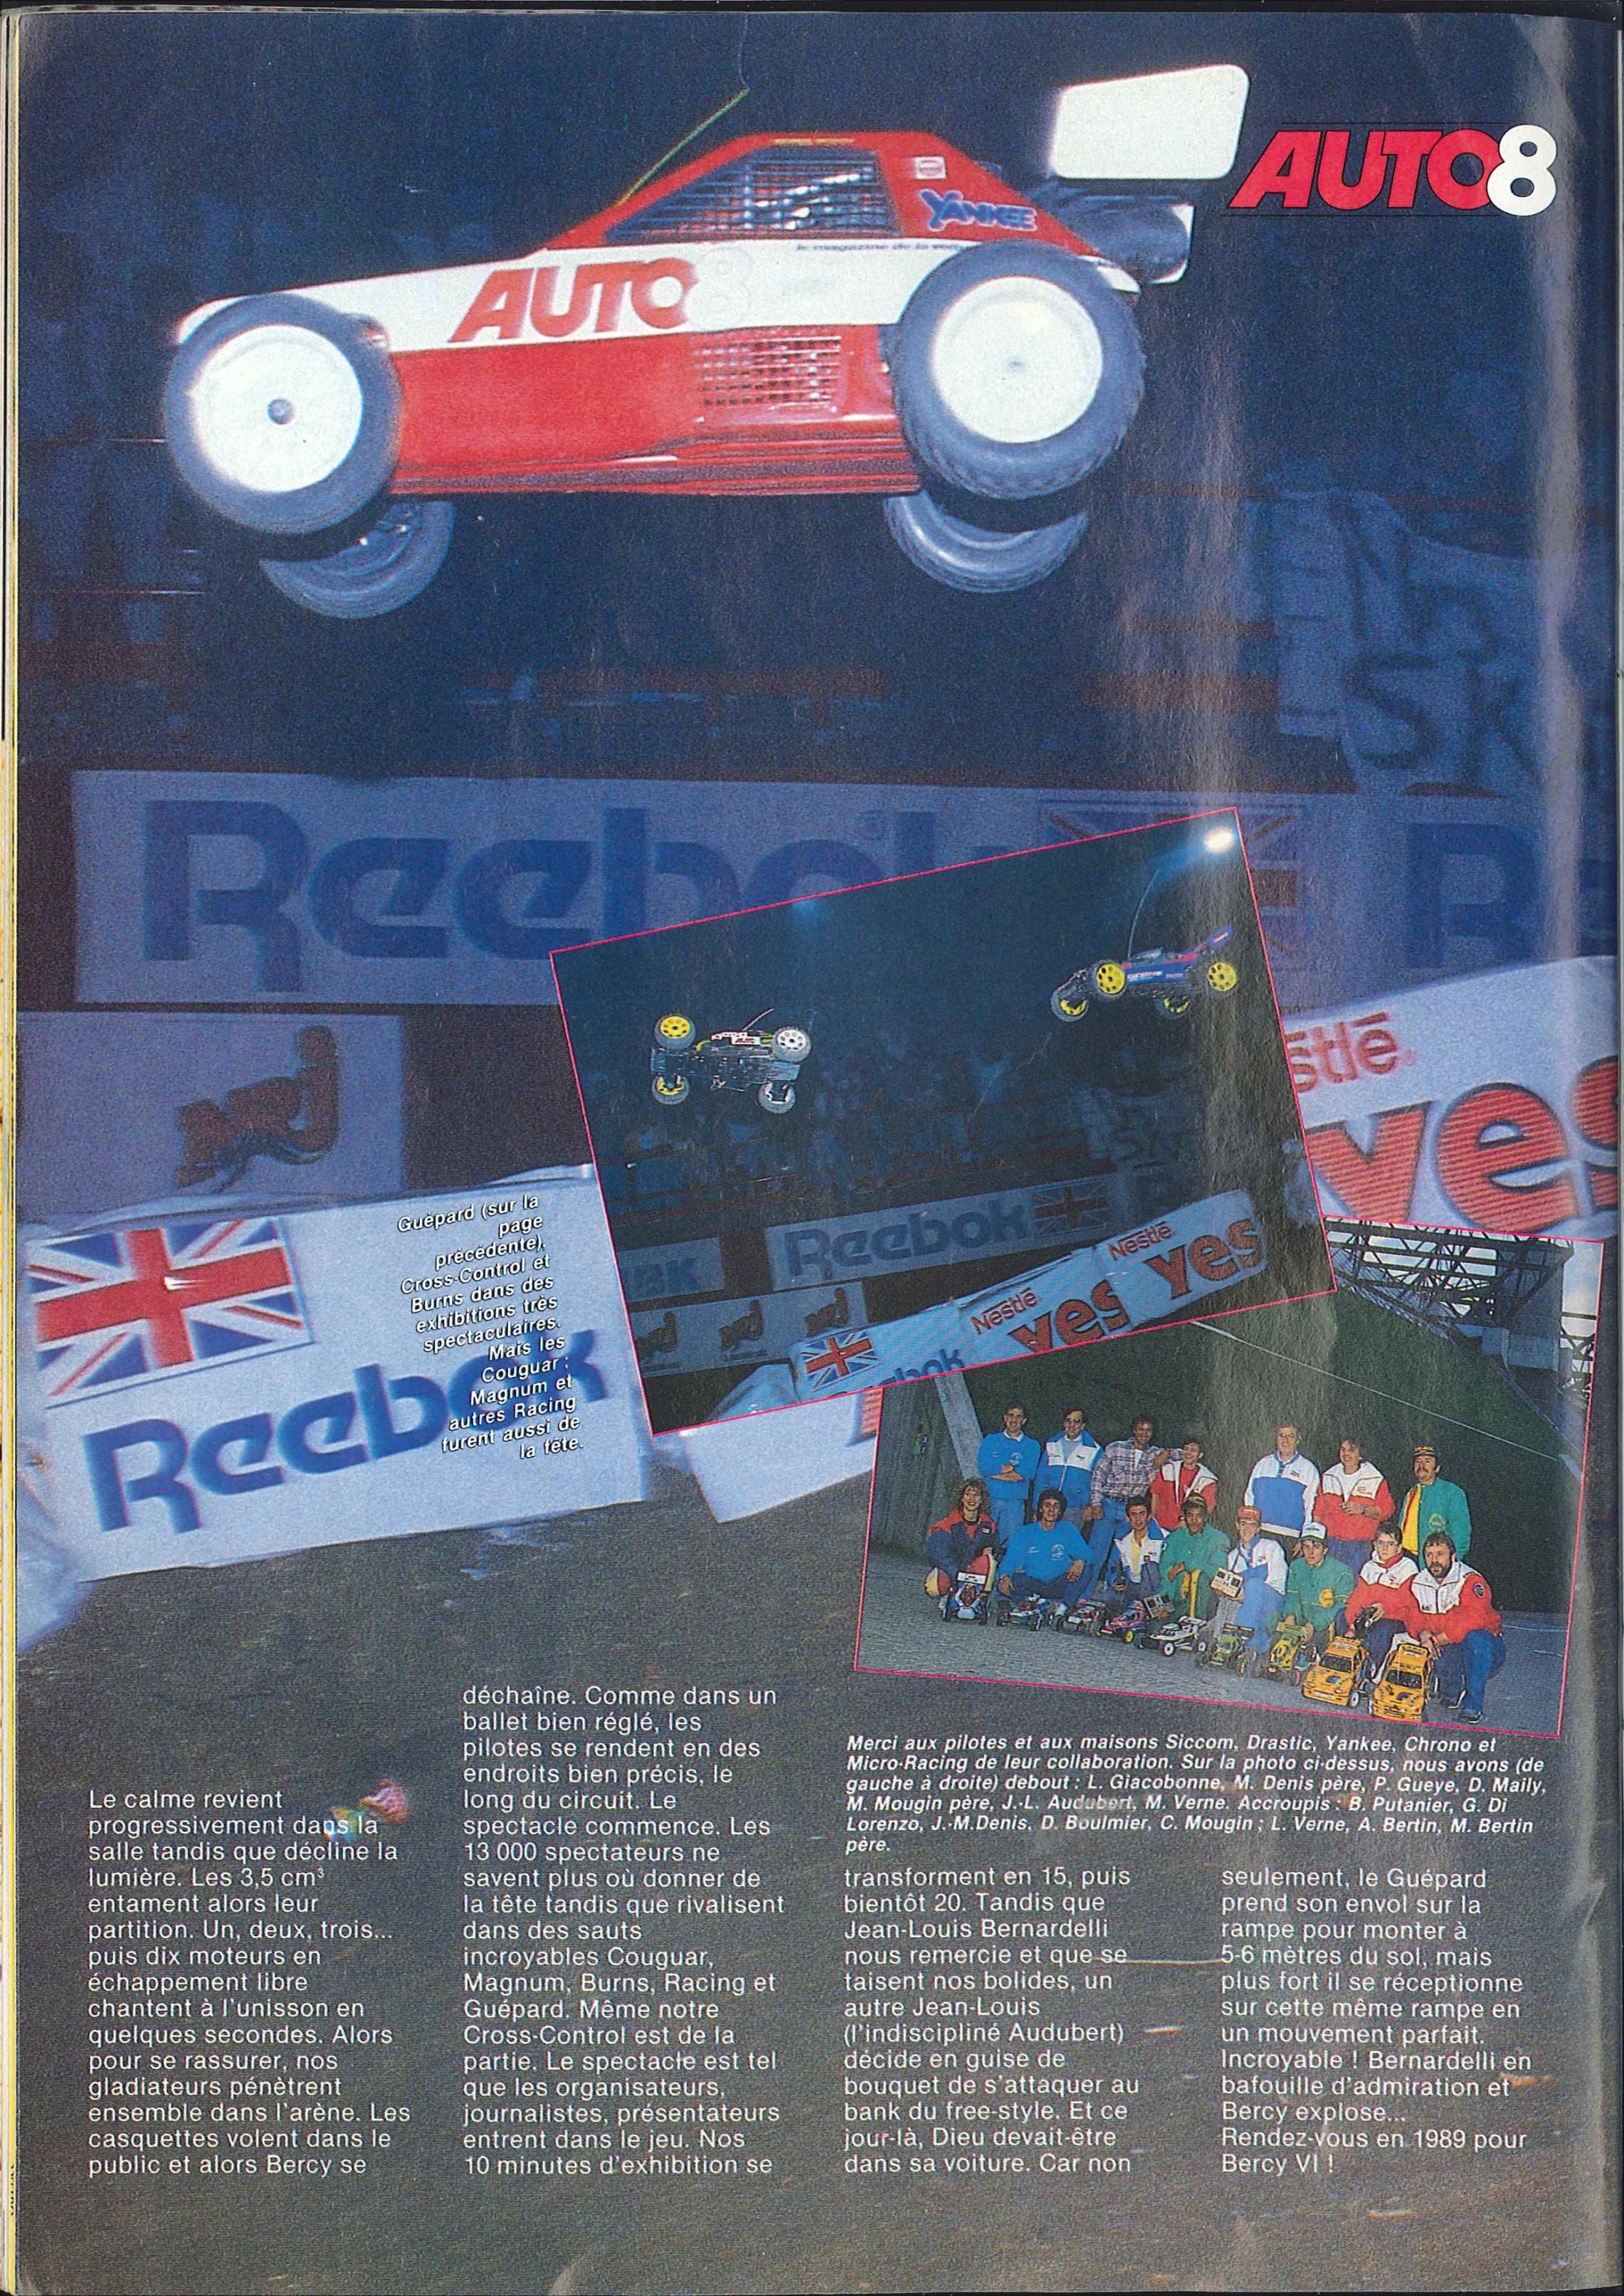 AUTO8
YANKEE
AUTO8
Reebok
Re
SK
NRJ
Nestlé
yes
SK
Reebok
Nestlé
yes
Nestlé
yes
NRJ
NRJ
NRJ
Reebok
Reebok
Guépard (sur la
page
précédente),
Cross-Control et
Burns dans des
exhibitions très
spectaculaires.
Mais les
Couguar ;
Magnum et
autres Racing
furent aussi de
la fête.
Merci aux pilotes et aux maisons Siccom, Drastic, Yankee, Chrono et
Micro-Racing de leur collaboration. Sur la photo ci-dessus, nous avons (de
gauche à droite) debout : L. Giacobonne, M. Denis père, P. Gueye, D. Maily,
M. Mougin père, J.-L. Audubert, M. Verne. Accroupis : B. Putanier, G. Di
Lorenzo, J.-M.Denis, D. Boulmier, C. Mougin ; L. Verne, A. Bertin, M. Bertin
père.
Le calme revient
progressivement dans la
salle tandis que décline la
lumière. Les 3,5 cm³
entament alors leur
partition. Un, deux, trois...
puis dix moteurs en
échappement libre
chantent à l'unisson en
quelques secondes. Alors
pour se rassurer, nos
gladiateurs pénètrent
ensemble dans l'arène. Les
casquettes volent dans le
public et alors Bercy se
déchaîne. Comme dans un
ballet bien réglé, les
pilotes se rendent en des
endroits bien précis, le
long du circuit. Le
spectacle commence. Les
13 000 spectateurs ne
savent plus où donner de
la tête tandis que rivalisent
dans des sauts
incroyables Couguar,
Magnum, Burns, Racing et
Guépard. Même notre
Cross-Control est de la
partie. Le spectacle est tel
que les organisateurs,
journalistes, présentateurs
entrent dans le jeu. Nos
10 minutes d'exhibition se
transforment en 15, puis
bientôt 20. Tandis que
Jean-Louis Bernardelli
nous remercie et que se
taisent nos bolides, un
autre Jean-Louis
(l'indiscipliné Audubert)
décide en guise de
bouquet de s'attaquer au
bank du free-style. Et ce
jour-là, Dieu devait-être
dans sa voiture. Car non
seulement, le Guépard
prend son envol sur la
rampe pour monter à
5-6 mètres du sol, mais
plus fort il se réceptionne
sur cette même rampe en
un mouvement parfait.
Incroyable ! Bernardelli en
bafouille d'admiration et
Bercy explose...
Rendez-vous en 1989 pour
Bercy VI !